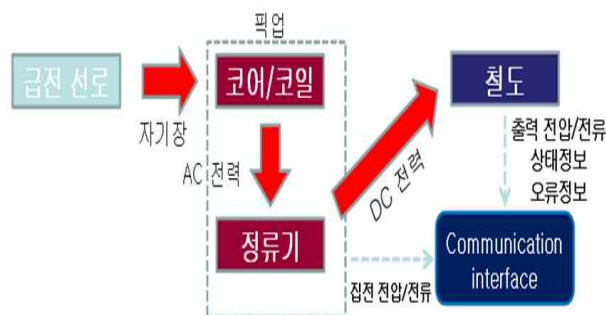 픽업
급전 선로
코어/코일
철도
자기장
AC 전력
DC 전력
출력 전압/전류
상태정보
오류정보
정류기
집전 전압/전류
Communication
interface